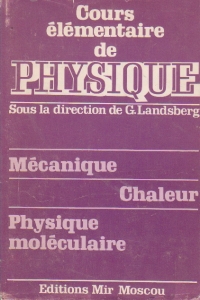 Cours
élémentaire
de
PHYSIQUE
Sous la direction de G. Landsberg
Mécanique
Chaleur
Physique
moléculaire
Editions Mir Moscou